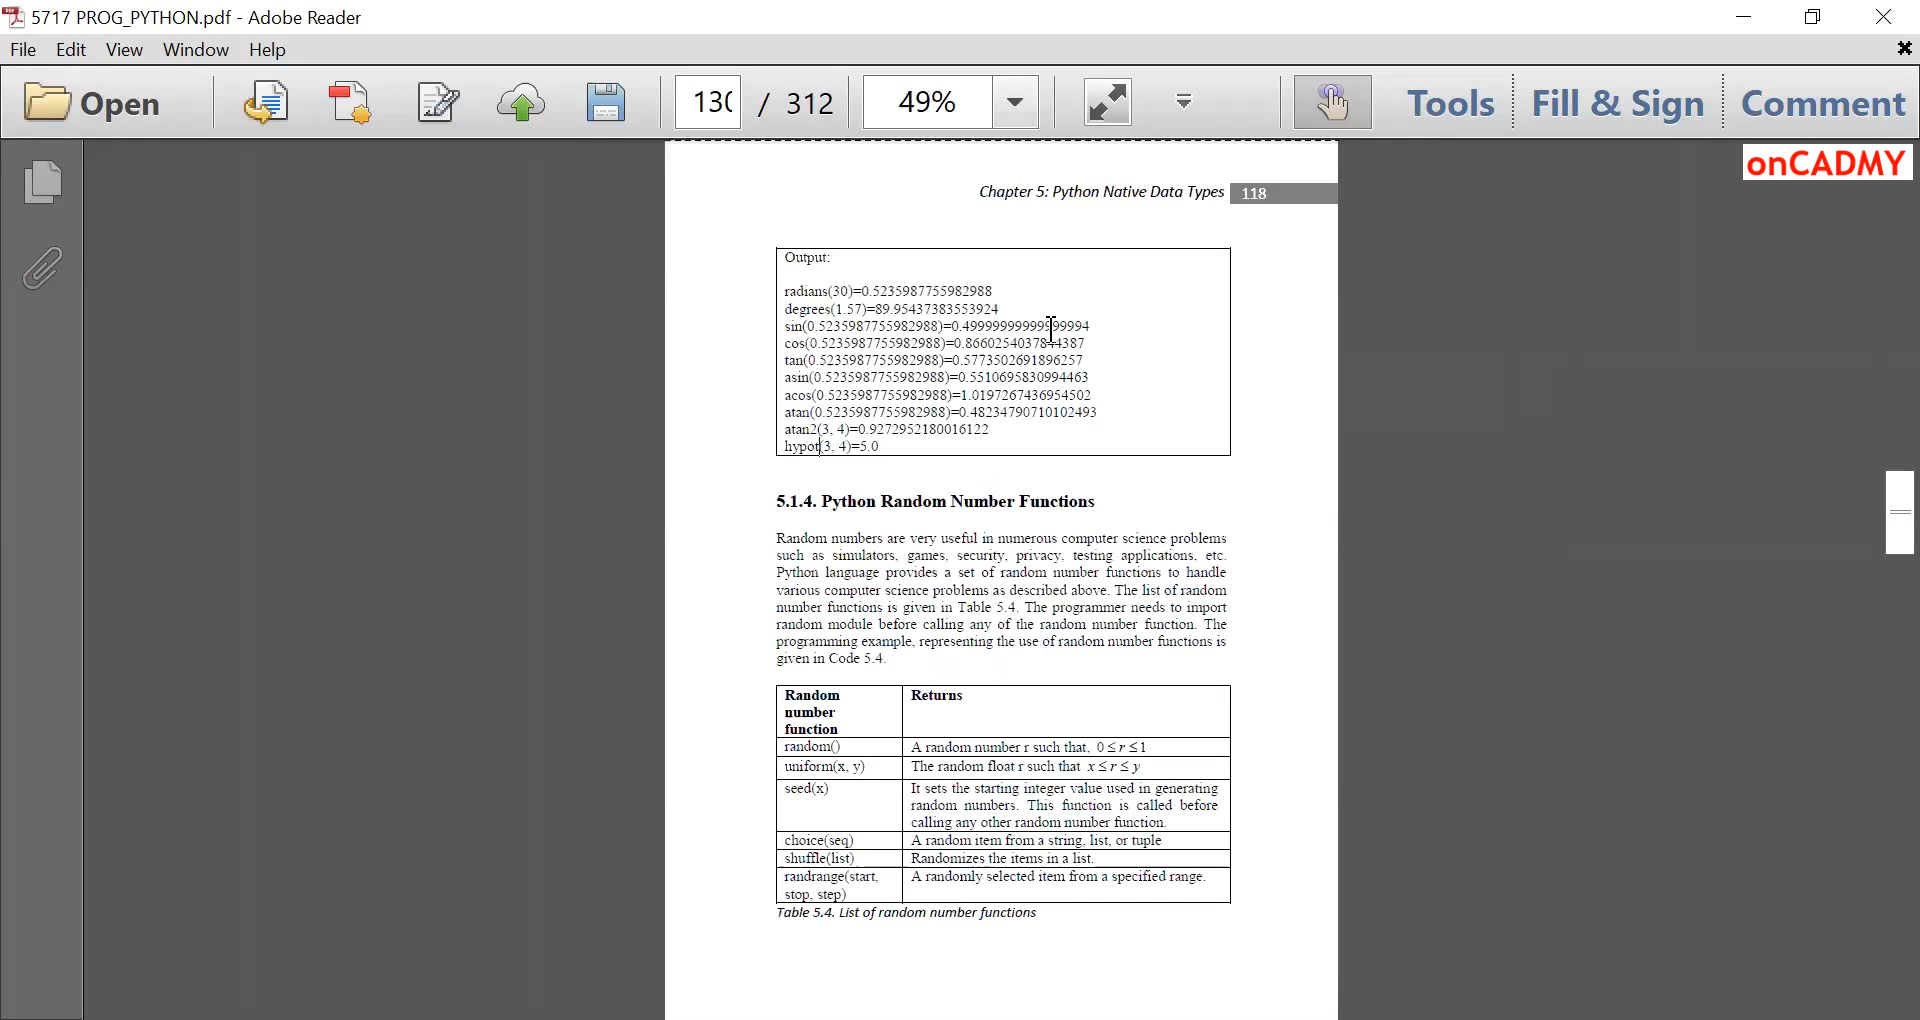 5717 PROG_PYTHON.pdf - Adobe Reader
File Edit View Window Help
Open 130 / 312 49% Tools Fill & Sign Comment
onCADMY
Chapter 5: Python Native Data Types 118
Output:
radians(30)=0.5235987755982988
degrees(1.57)=89.95437383553924
sin(0.5235987755982988)=0.49999999999999994
cos(0.5235987755982988)=0.8660254037844387
tan(0.5235987755982988)=0.5773502691896257
asin(0.5235987755982988)=0.5510695830994463
acos(0.5235987755982988)=1.0197267436954502
atan(0.5235987755982988)=0.48234790710102493
atan2(3, 4)=0.9272952180016122
hypot(3, 4)=5.0
5.1.4. Python Random Number Functions
Random numbers are very useful in numerous computer science problems
such as simulators, games, security, privacy, testing applications, etc.
Python language provides a set of random number functions to handle
various computer science problems as described above. The list of random
number functions is given in Table 5.4. The programmer needs to import
random module before calling any of the random number function. The
programming example, representing the use of random number functions is
given in Code 5.4.
Random Returns
number
function
random() A random number r such that, 0 ≤ r ≤ 1
uniform(x, y) The random float r such that x ≤ r ≤ y
seed(x) It sets the starting integer value used in generating
random numbers. This function is called before
calling any other random number function.
choice(seq) A random item from a string, list, or tuple
shuffle(list) Randomizes the items in a list.
randrange(start, A randomly selected item from a specified range.
stop, step)
Table 5.4. List of random number functions